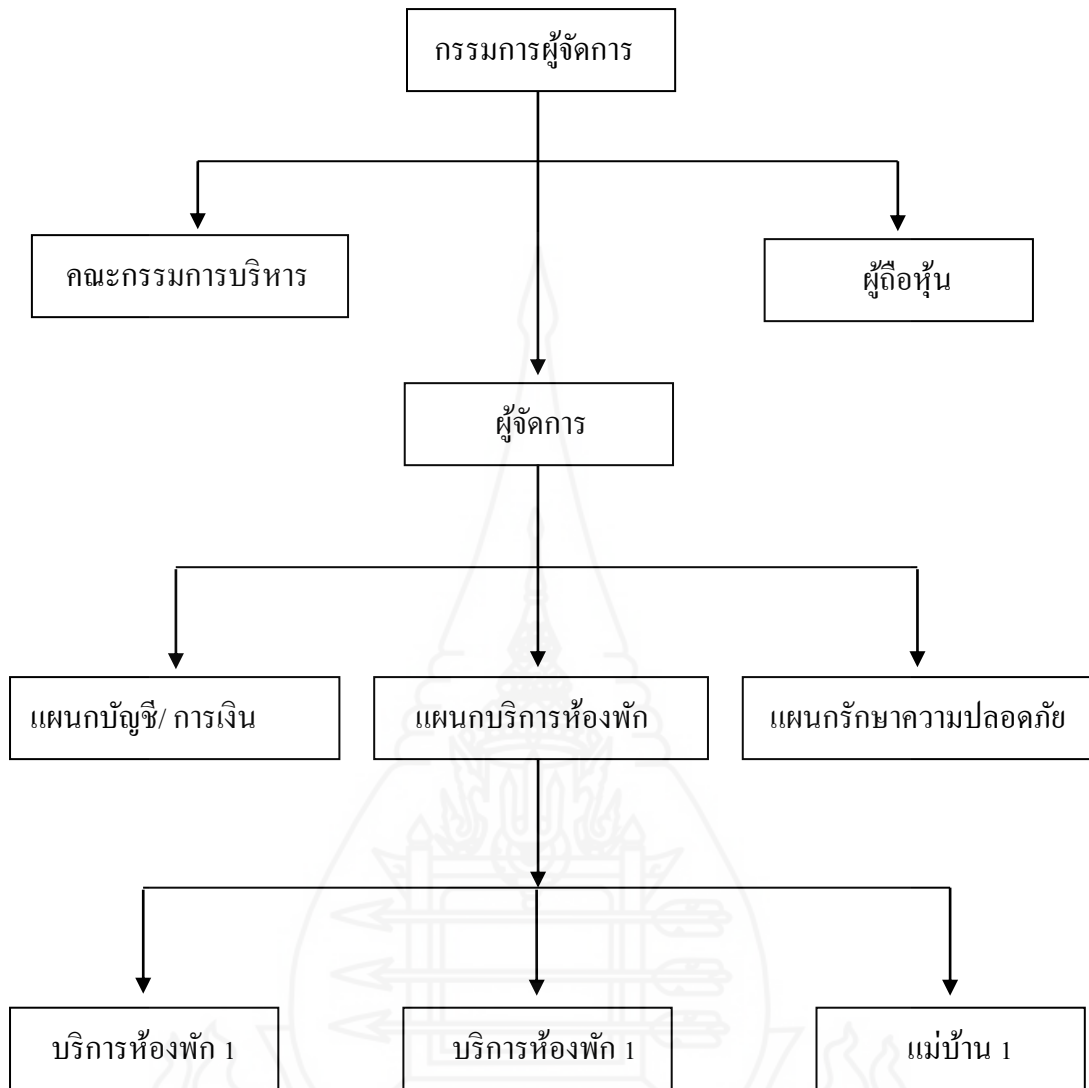 กรรมการผู้จัดการ
คณะกรรมการบริหาร
ผู้ถือหุ้น
ผู้จัดการ
แผนกบัญชี/ การเงิน
แผนกบริการห้องพัก
แผนกรักษาความปลอดภัย
บริการห้องพัก 1
บริการห้องพัก 1
แม่บ้าน 1